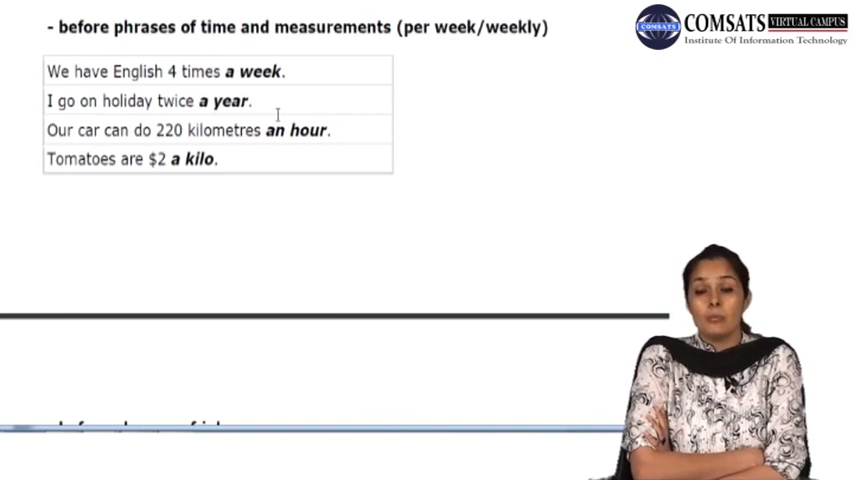 - before phrases of time and measurements (per week/weekly)
COMSATS VIRTUAL CAMPUS
Institute Of Information Technology
We have English 4 times a week.
I go on holiday twice a year.
Our car can do 220 kilometres an hour.
Tomatoes are $2 a kilo.